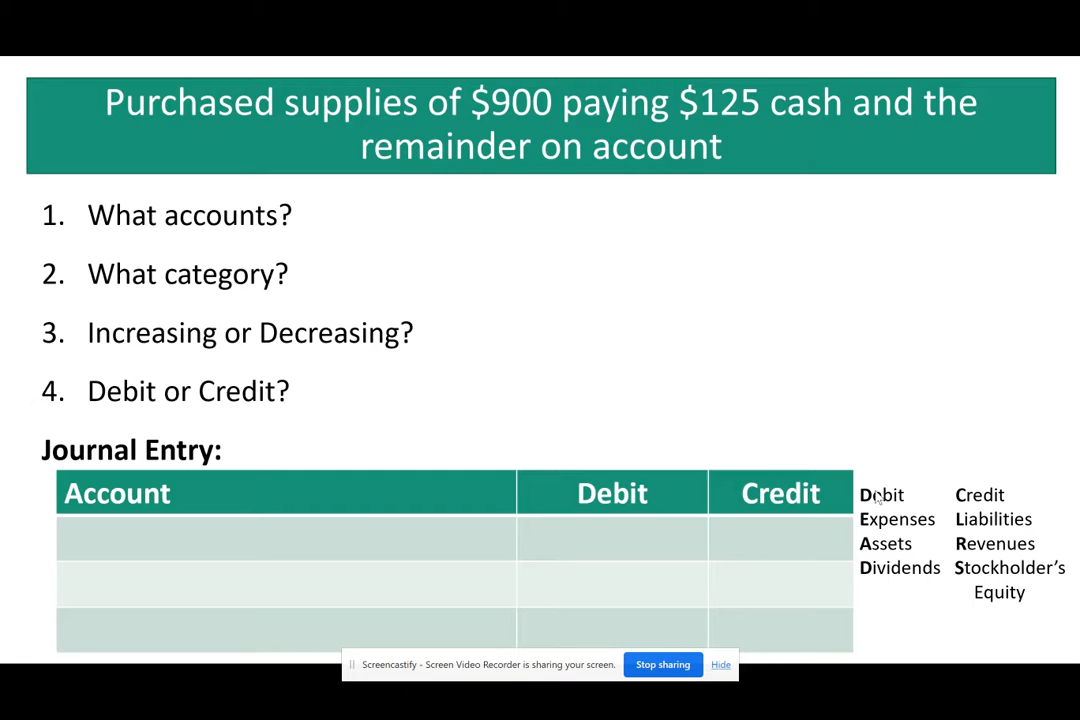 Purchased supplies of $900 paying $125 cash and the
remainder on account
1. What accounts?
2. What category?
3. Increasing or Decreasing?
4. Debit or Credit?
Journal Entry:
Account Debit Credit
Debit Credit
Expenses Liabilities
Assets Revenues
Dividends Stockholder's
Equity
Screencastify - Screen Video Recorder is sharing your screen. Stop sharing Hide